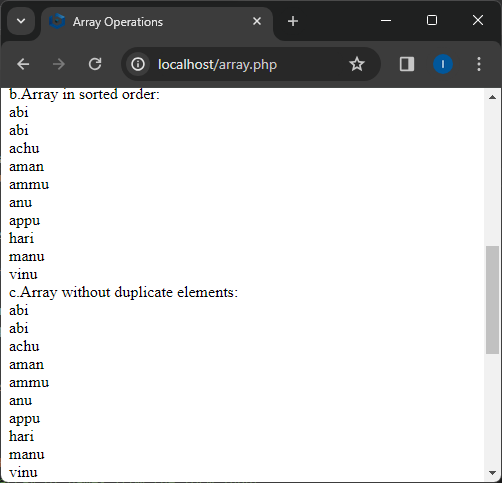 Array Operations
localhost/array.php
I
b.Array in sorted order:
abi
abi
achu
aman
ammu
anu
appu
hari
manu
vinu
c.Array without duplicate elements:
abi
abi
achu
aman
ammu
anu
appu
hari
manu
vinu